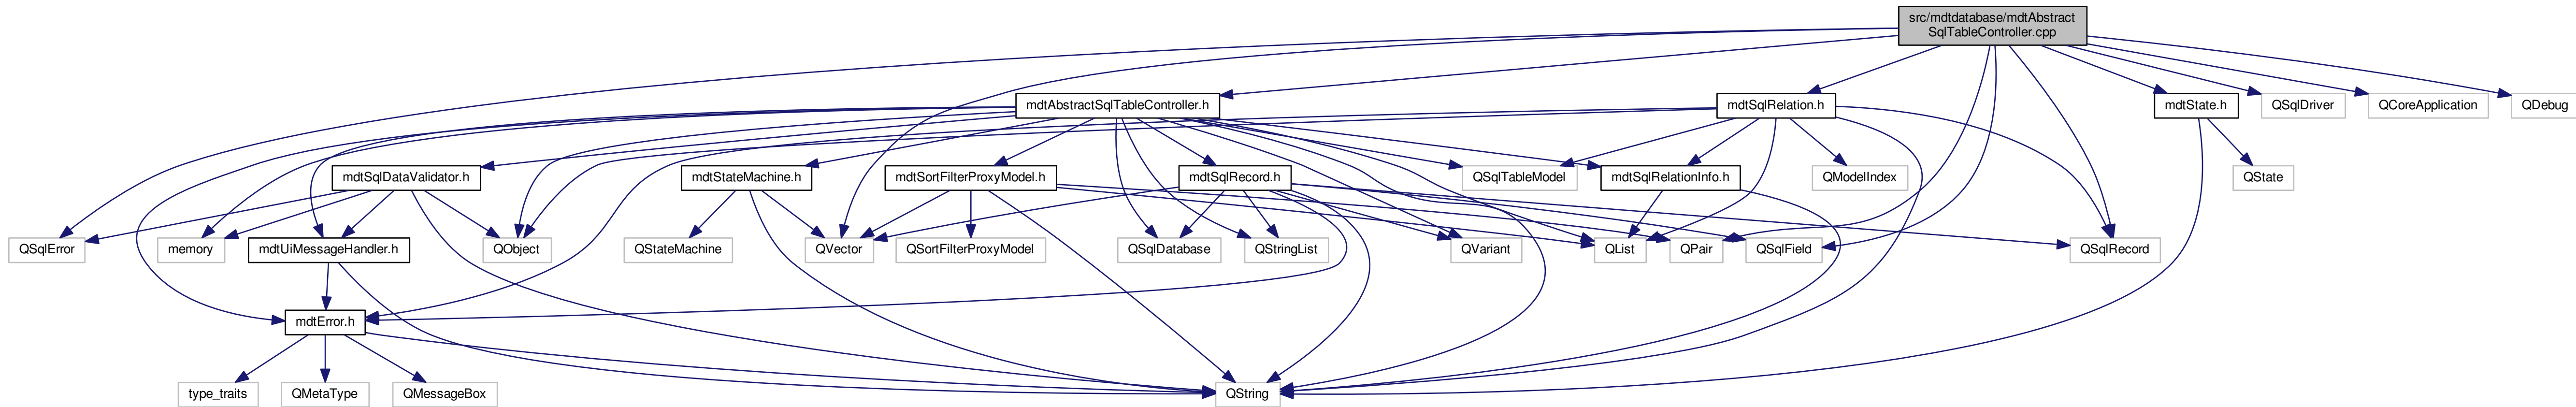 src/mdtdatabase/mdtAbstract
SqlTableController.cpp
mdtAbstractSqlTableController.h
mdtSqlRelation.h
mdtState.h
QSqlDriver
QCoreApplication
QDebug
mdtSqlDataValidator.h
mdtStateMachine.h
mdtSortFilterProxyModel.h
mdtSqlRecord.h
QSqlTableModel
mdtSqlRelationInfo.h
QModelIndex
QState
QSqlError
memory
mdtUiMessageHandler.h
QObject
QStateMachine
QVector
QSortFilterProxyModel
QSqlDatabase
QStringList
QVariant
QList
QPair
QSqlField
QSqlRecord
mdtError.h
type_traits
QMetaType
QMessageBox
QString